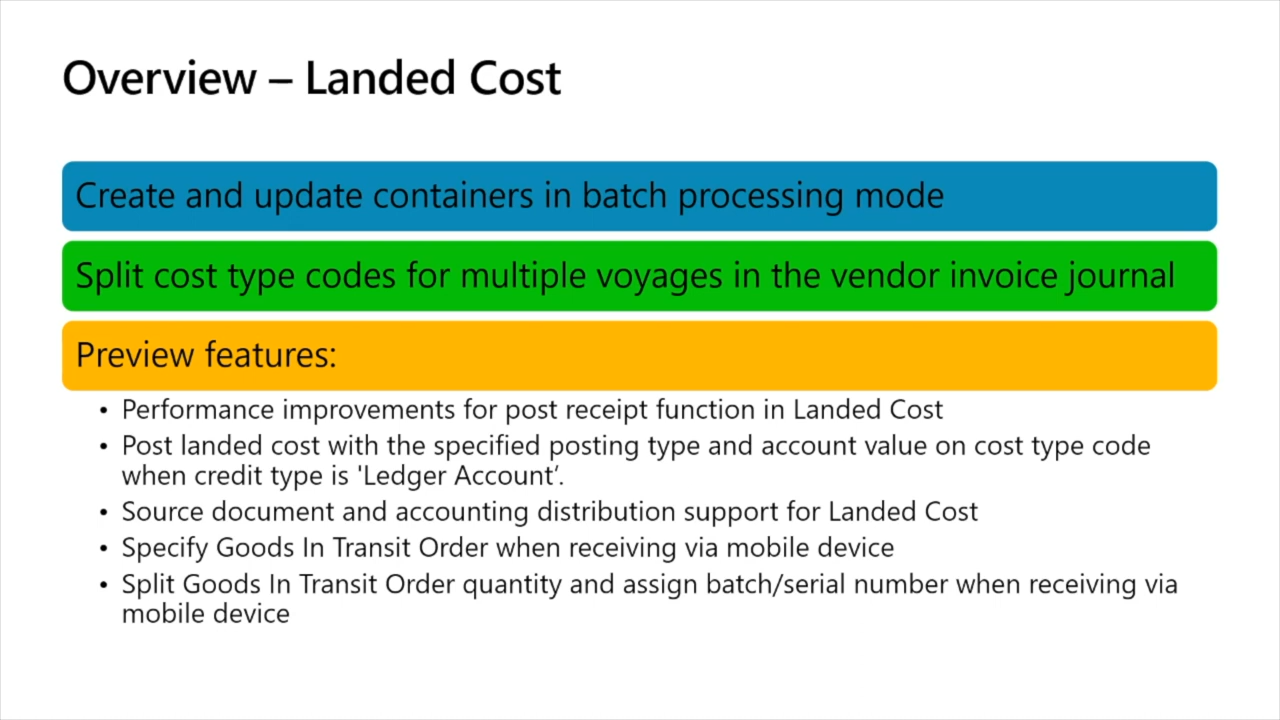 Overview – Landed Cost
Create and update containers in batch processing mode
Split cost type codes for multiple voyages in the vendor invoice journal
Preview features:
• Performance improvements for post receipt function in Landed Cost
• Post landed cost with the specified posting type and account value on cost type code
when credit type is 'Ledger Account‘.
• Source document and accounting distribution support for Landed Cost
• Specify Goods In Transit Order when receiving via mobile device
• Split Goods In Transit Order quantity and assign batch/serial number when receiving via
mobile device